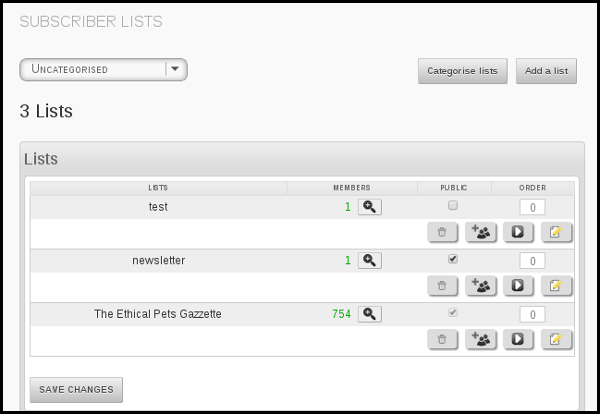 SUBSCRIBER LISTS
UNCATEGORISED
Categorise lists Add a list
3 Lists
Lists
LISTS MEMBERS PUBLIC ORDER
test 1 0
newsletter 1 0
The Ethical Pets Gazzette 754 0
SAVE CHANGES